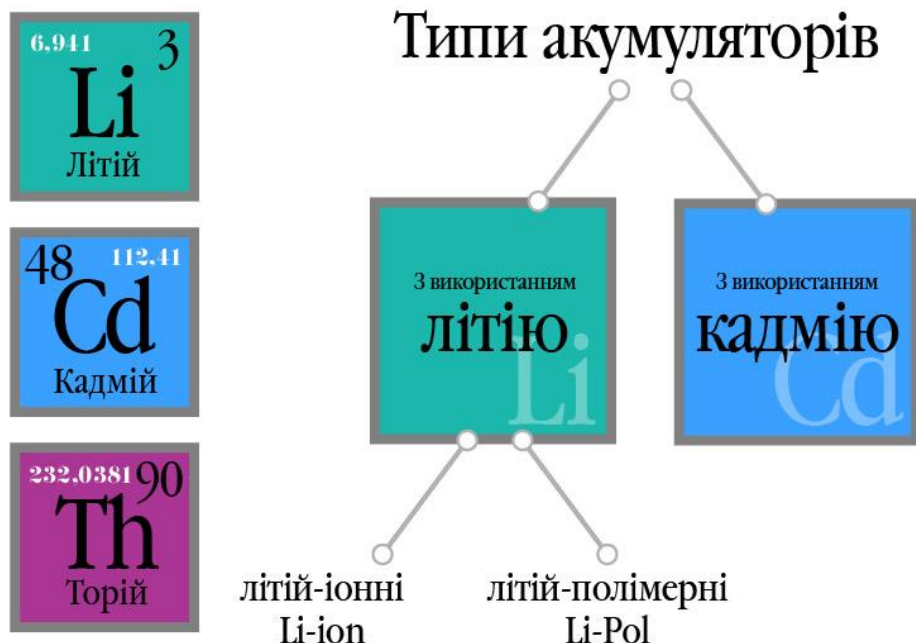 6,941 3
Li
Літій
48 112,41
Cd
Кадмій
232,0381 90
Th
Торій
Типи акумуляторів
З використанням
літію
Li
З використанням
кадмію
Cd
літій-іонні
Li-ion
літій-полімерні
Li-Pol